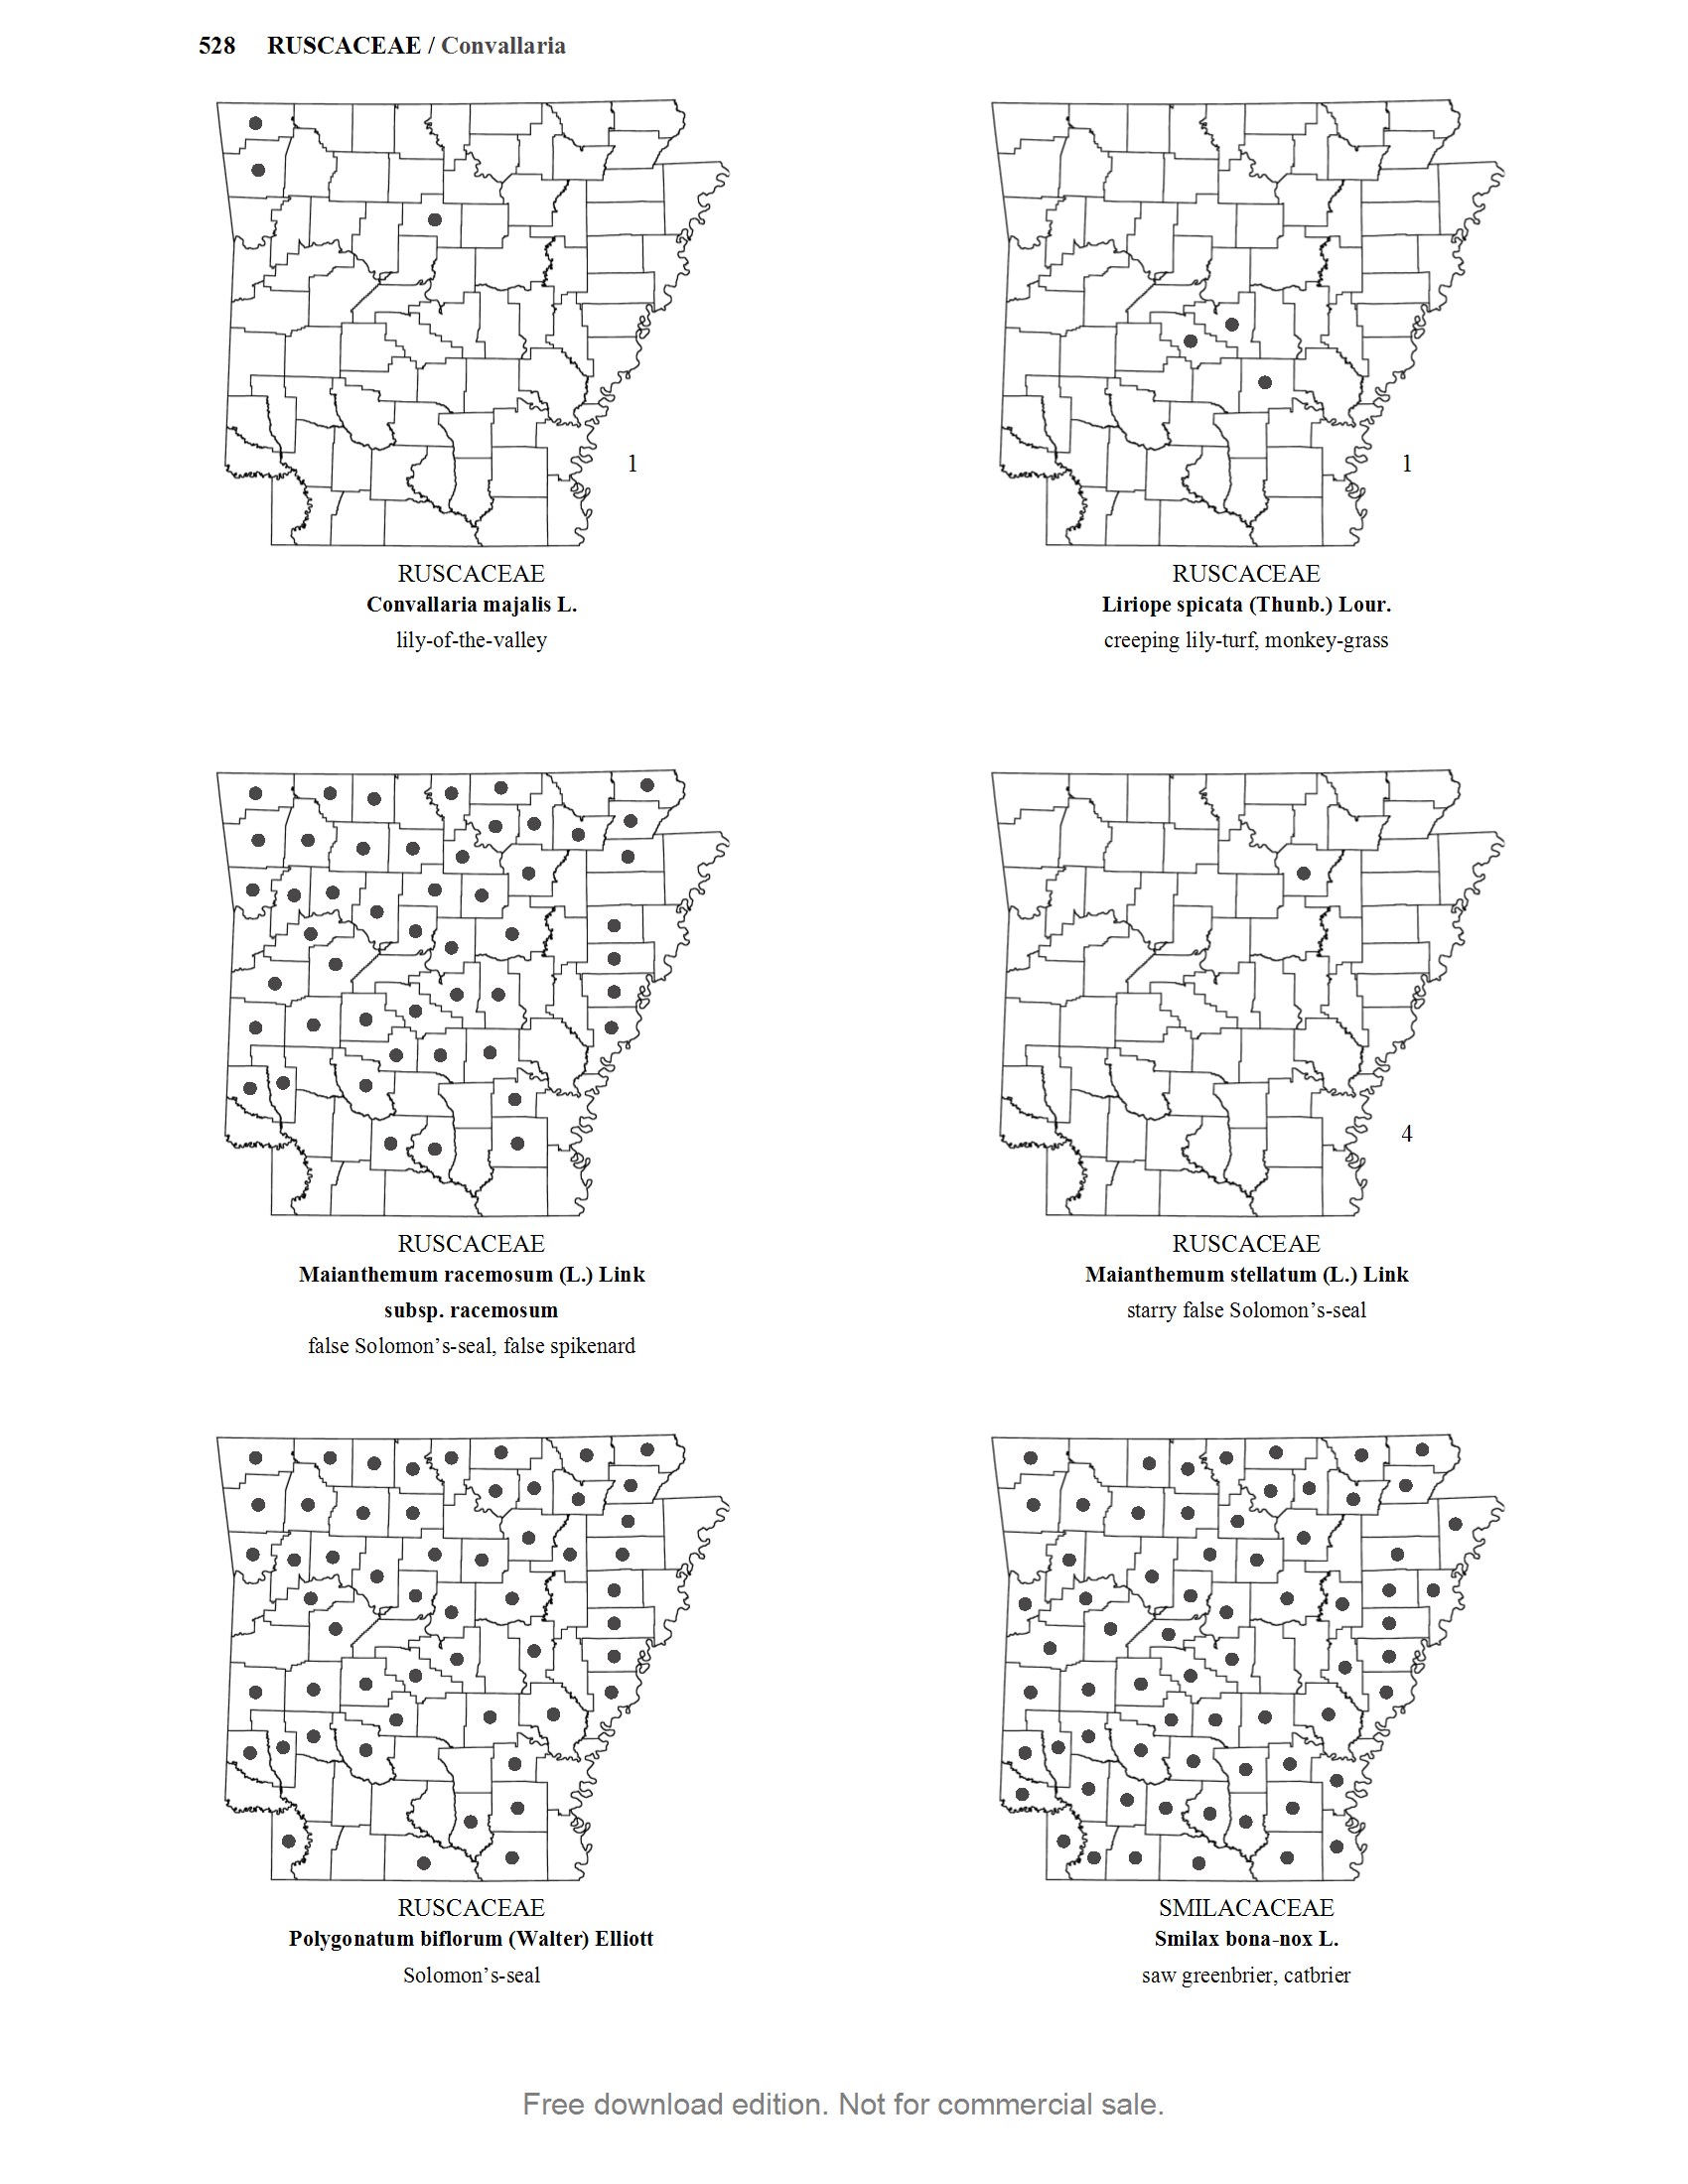 528 RUSCACEAE / Convallaria
1
RUSCACEAE
Convallaria majalis L.
lily-of-the-valley
1
RUSCACEAE
Liriope spicata (Thunb.) Lour.
creeping lily-turf, monkey-grass
RUSCACEAE
Maianthemum racemosum (L.) Link
subsp. racemosum
false Solomon’s-seal, false spikenard
4
RUSCACEAE
Maianthemum stellatum (L.) Link
starry false Solomon’s-seal
RUSCACEAE
Polygonatum biflorum (Walter) Elliott
Solomon’s-seal
SMILACACEAE
Smilax bona-nox L.
saw greenbrier, catbrier
Free download edition. Not for commercial sale.